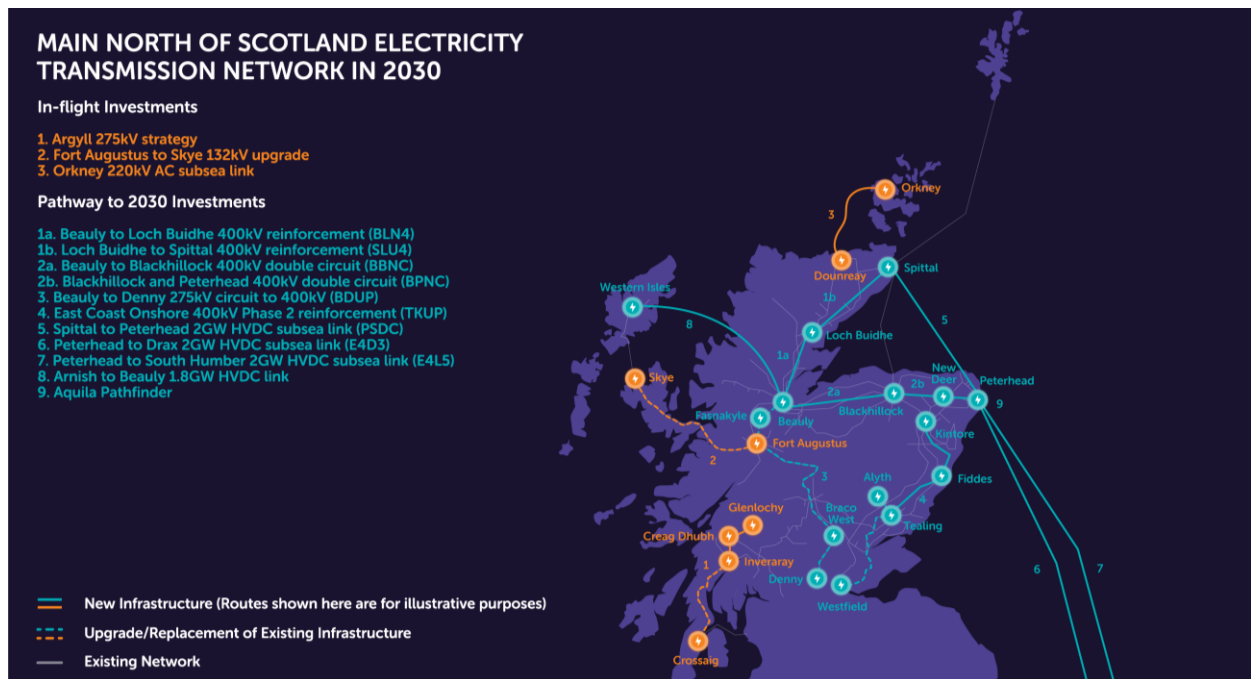 MAIN NORTH OF SCOTLAND ELECTRICITY
TRANSMISSION NETWORK IN 2030
In-flight Investments
1. Argyll 275kV strategy
2. Fort Augustus to Skye 132kV upgrade
3. Orkney 220kV AC subsea link
Pathway to 2030 Investments
1a. Beauly to Loch Buidhe 400kV reinforcement (BLN4)
1b. Loch Buidhe to Spittal 400kV reinforcement (SLU4)
2a. Beauly to Blackhillock 400kV double circuit (BBNC)
2b. Blackhillock and Peterhead 400kV double circuit (BPNC)
3. Beauly to Denny 275kV circuit to 400kV (BDUP)
4. East Coast Onshore 400kV Phase 2 reinforcement (TKUP)
5. Spittal to Peterhead 2GW HVDC subsea link (PSDC)
6. Peterhead to Drax 2GW HVDC subsea link (E4D3)
7. Peterhead to South Humber 2GW HVDC subsea link (E4L5)
8. Arnish to Beauly 1.8GW HVDC link
9. Aquila Pathfinder
Orkney
3
Dounreay
Spittal
Western Isles
1b
8
5
Loch Buidhe
1a
Skye
New
Deer
2b
Peterhead
2a
9
Blackhillock
Fasnakyle
Beauly
Kintore
Fort Augustus
2
3
Alyth
Fiddes
4
Glenlochy
Braco
West
Tealing
Creag Dhubh
Inveraray
1
Denny
6
7
Westfield
Crossaig
New Infrastructure (Routes shown here are for illustrative purposes)
Upgrade/Replacement of Existing Infrastructure
Existing Network